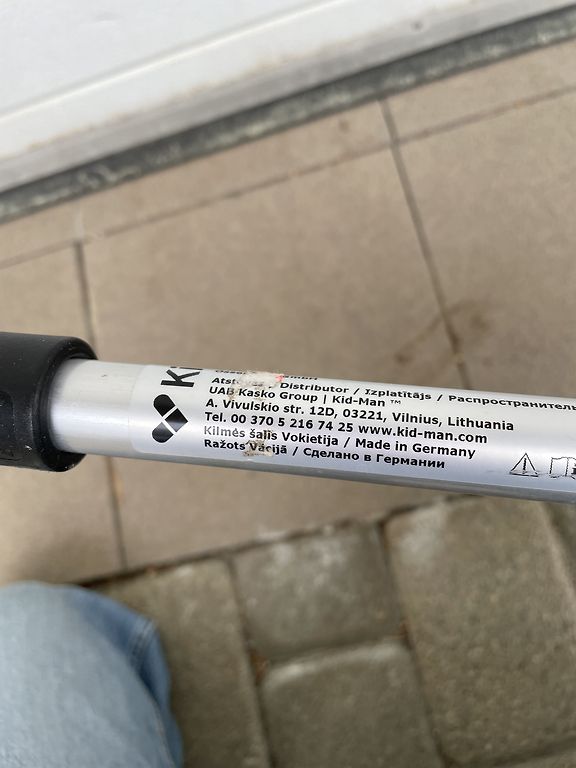 Atstovas / Distributor / Izplatītājs / Распространитель
UAB Kasko Group | Kid-Man ™
A. Vivulskio str. 12D, 03221, Vilnius, Lithuania
Tel. 00 370 5 216 74 25 www.kid-man.com
Kilmės šalis Vokietija / Made in Germany
Ražots Vācijā / Сделано в Германии